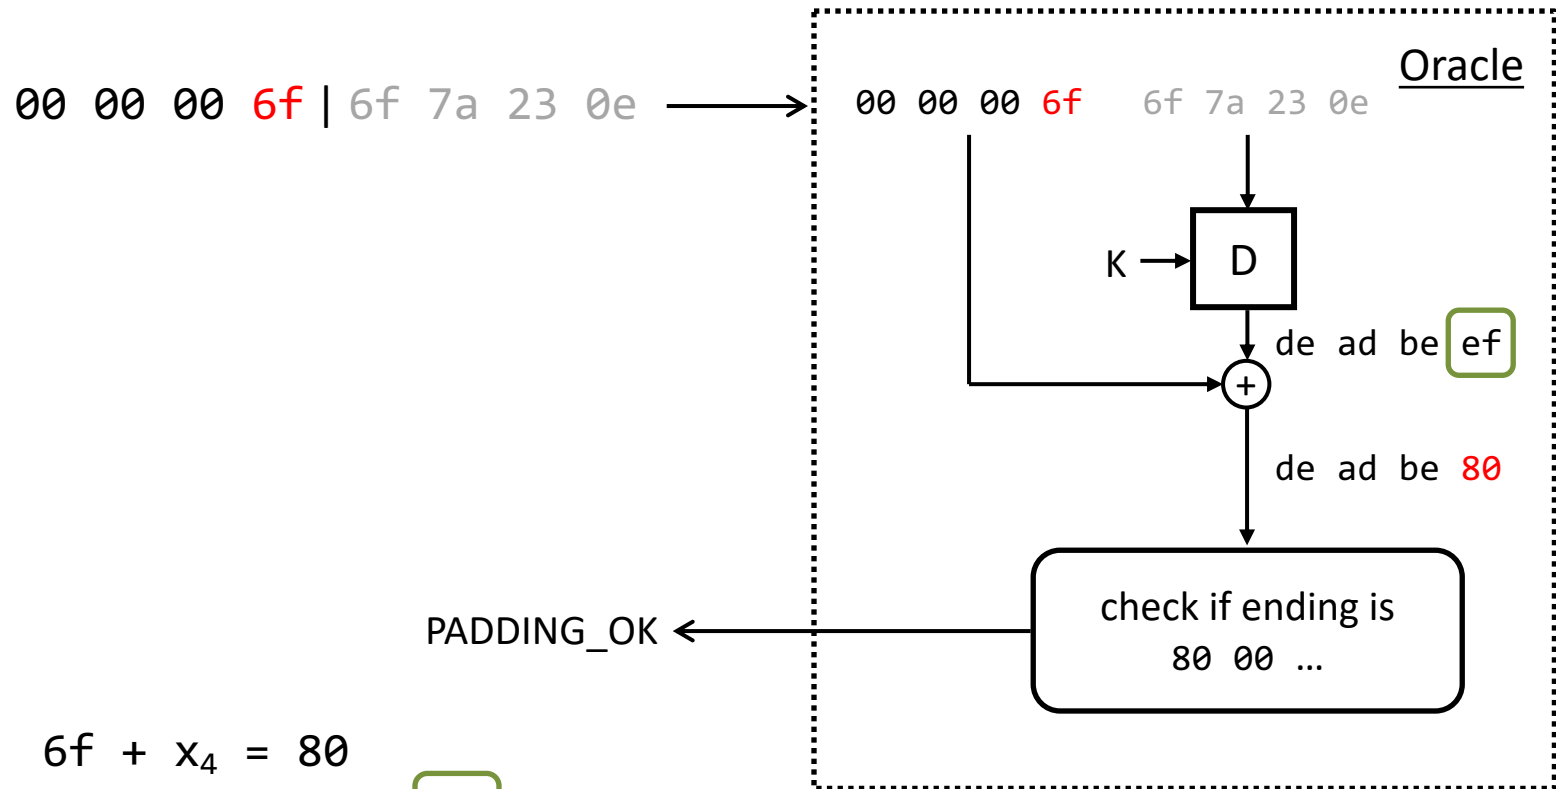 Oracle
00 00 00 6f | 6f 7a 23 0e
00 00 00 6f 6f 7a 23 0e
K
D
de ad be ef
+
de ad be 80
check if ending is
80 00 …
PADDING_OK
6f + x₄ = 80